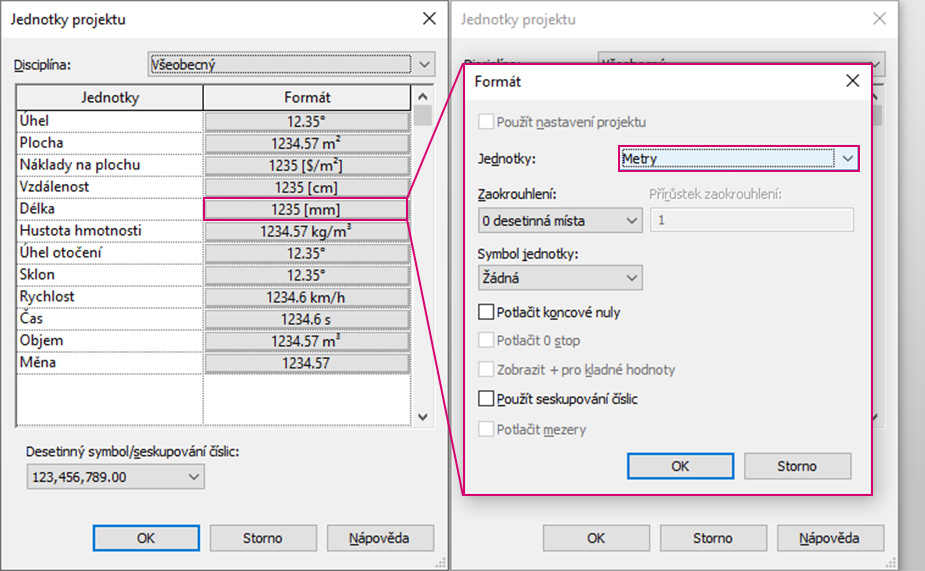 Jednotky projektu
Disciplína: Všeobecný
Jednotky Formát
Úhel 12.35°
Plocha 1234.57 m²
Náklady na plochu 1235 [$/m²]
Vzdálenost 1235 [cm]
Délka 1235 [mm]
Hustota hmotnosti 1234.57 kg/m³
Úhel otočení 12.35°
Sklon 12.35°
Rychlost 1234.6 km/h
Čas 1234.6 s
Objem 1234.57 m³
Měna 1234.57
Desetinný symbol/seskupování číslic:
123,456,789.00
OK Storno Nápověda
Jednotky projektu
Disciplína: Všeobecný
Formát
Použít nastavení projektu
Jednotky: Metry
Zaokrouhlení: Přírůstek zaokrouhlení:
0 desetinná místa 1
Symbol jednotky:
Žádná
Potlačit koncové nuly
Potlačit 0 stop
Zobrazit + pro kladné hodnoty
Použít seskupování číslic
Potlačit mezery
OK Storno
OK Storno Nápověda